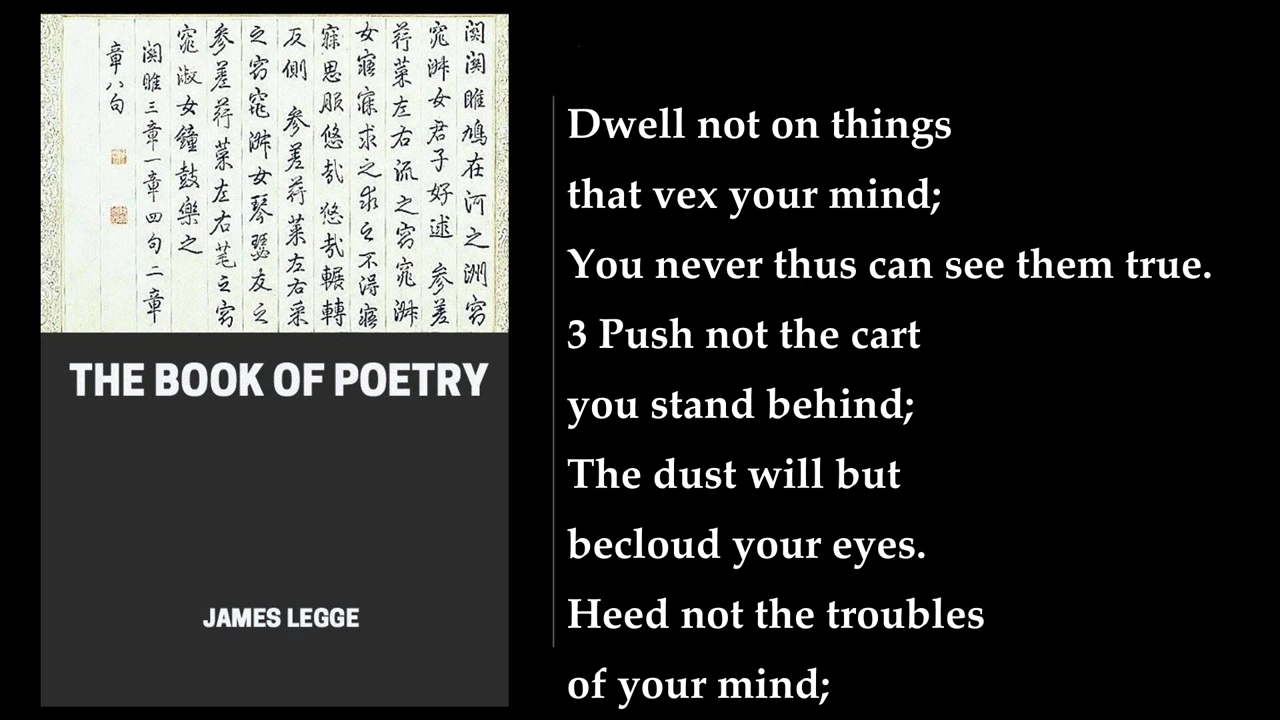 關關雎鳩在河之洲窈
窕淑女君子好逑 參差
荇菜左右流之窈窕淑
女寤寐求之求之不得寤
寐思服悠哉悠哉輾轉
反側 參差荇菜左右采
之窈窕淑女琴瑟友之
參差荇菜左右芼之窈
窕淑女鐘鼓樂之
關雎三章一章四句二章
章八句
THE BOOK OF POETRY
JAMES LEGGE
Dwell not on things
that vex your mind;
You never thus can see them true.
3 Push not the cart
you stand behind;
The dust will but
becloud your eyes.
Heed not the troubles
of your mind;